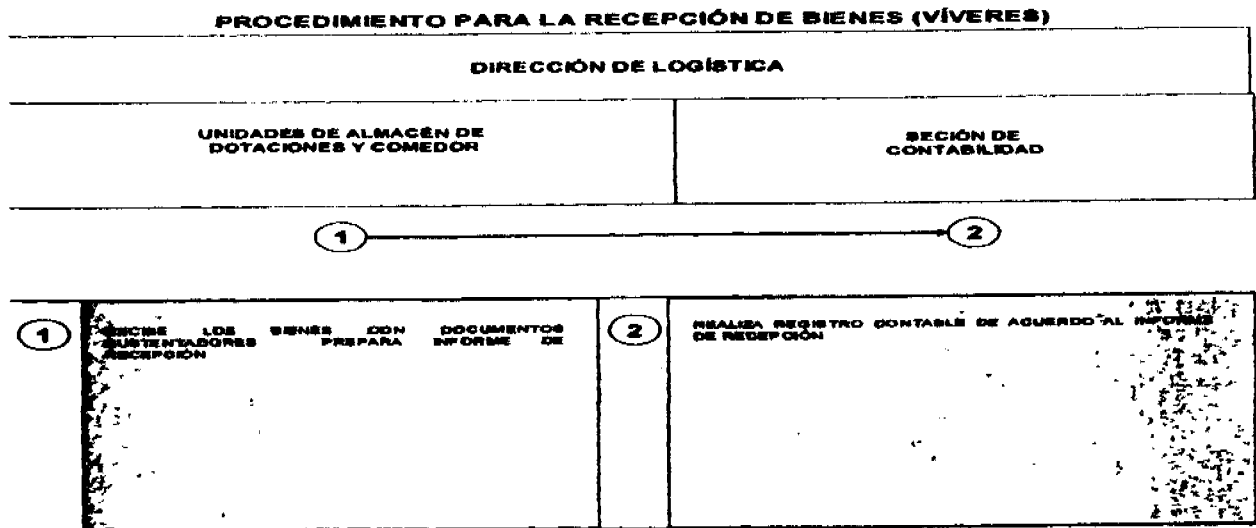 PROCEDIMIENTO PARA LA RECEPCIÓN DE BIENES (VÍVERES)
DIRECCIÓN DE LOGÍSTICA
UNIDADES DE ALMACÉN DE
DOTACIONES Y COMEDOR
SECIÓN DE
CONTABILIDAD
1
2
1
RECIBE LOS BIENES CON DOCUMENTOS
SUSTENTADORES PREPARA INFORME DE
RECEPCIÓN
2
REALIZA REGISTRO CONTABLE DE ACUERDO AL INFORME
DE RECEPCIÓN